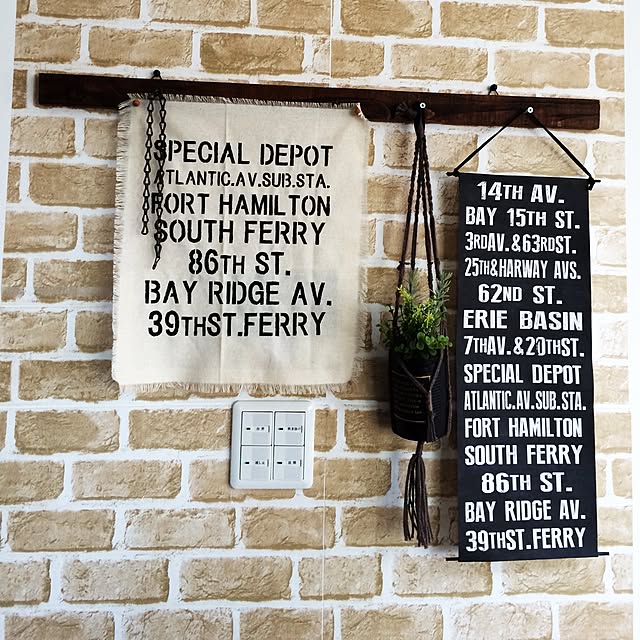 SPECIAL DEPOT
ATLANTIC.AV.SUB.STA.
FORT HAMILTON
SOUTH FERRY
86TH ST.
BAY RIDGE AV.
39THST.FERRY
14TH AV.
BAY 15TH ST.
3RDAV.&63RDST.
25TH&HARWAY AVS.
62ND ST.
ERIE BASIN
7THAV.&20THST.
SPECIAL DEPOT
ATLANTIC.AV.SUB.STA.
FORT HAMILTON
SOUTH FERRY
86TH ST.
BAY RIDGE AV.
39THST.FERRY